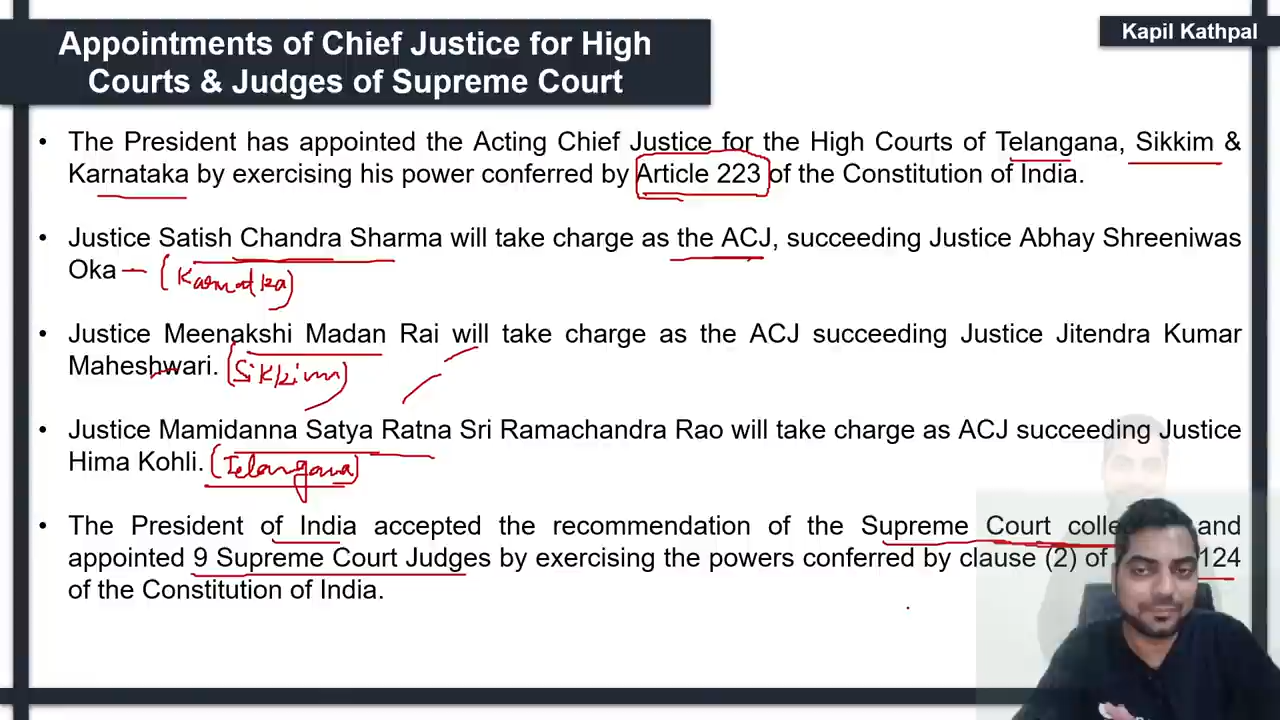 Appointments of Chief Justice for High
Courts & Judges of Supreme Court
Kapil Kathpal
• The President has appointed the Acting Chief Justice for the High Courts of Telangana, Sikkim &
Karnataka by exercising his power conferred by Article 223 of the Constitution of India.
• Justice Satish Chandra Sharma will take charge as the ACJ, succeeding Justice Abhay Shreeniwas
Oka – (Karnatka)
• Justice Meenakshi Madan Rai will take charge as the ACJ succeeding Justice Jitendra Kumar
Maheshwari. (Sikkim)
• Justice Mamidanna Satya Ratna Sri Ramachandra Rao will take charge as ACJ succeeding Justice
Hima Kohli. (Telangana)
• The President of India accepted the recommendation of the Supreme Court and
appointed 9 Supreme Court Judges by exercising the powers conferred by clause (2) of 124
of the Constitution of India.